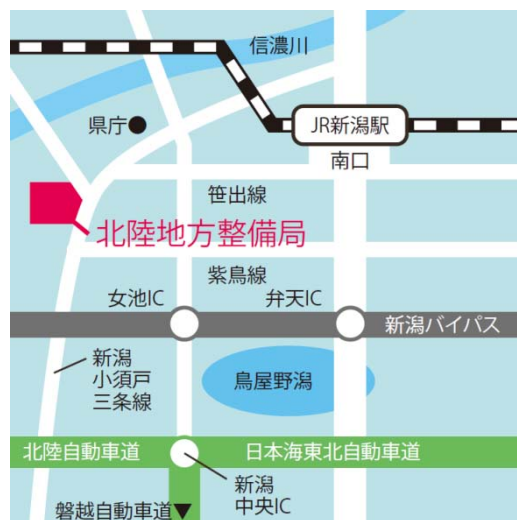 信濃川
県庁
JR新潟駅
南口
笹出線
北陸地方整備局
紫鳥線
女池IC
弁天IC
新潟バイパス
新潟
小須戸
三条線
鳥屋野潟
北陸自動車道
日本海東北自動車道
新潟
中央IC
磐越自動車道▼